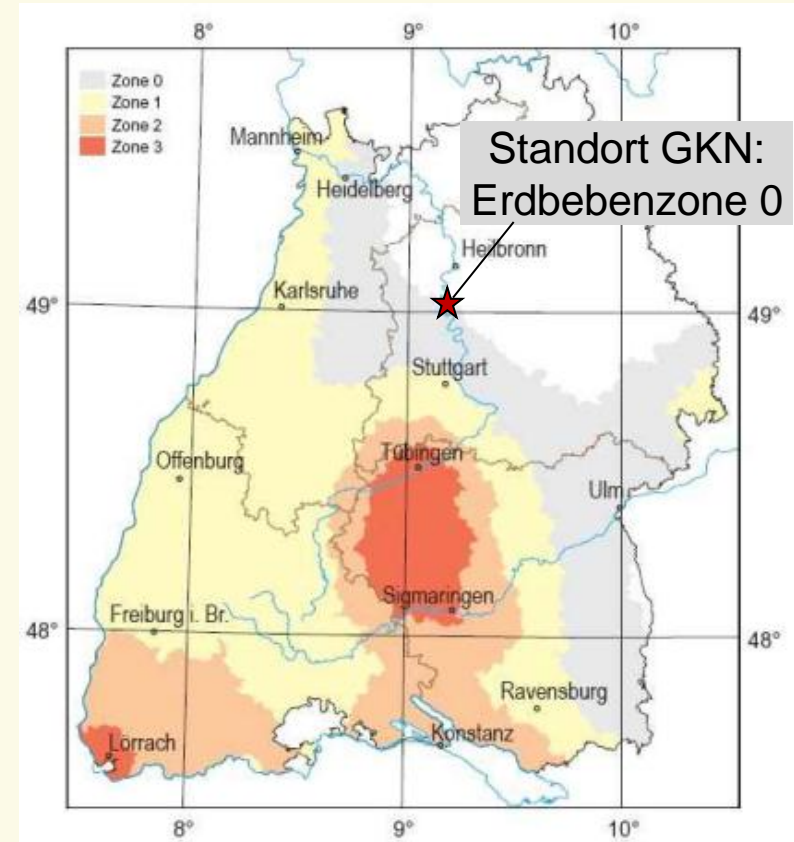 8° 9° 10°
Zone 0
Zone 1
Zone 2
Zone 3
Mannheim
Standort GKN:
Erdbebenzone 0
Heidelberg
Heilbronn
Karlsruhe
49° 49°
Stuttgart
Tübingen
Offenburg
Ulm
Sigmaringen
Freiburg i. Br.
48° 48°
Ravensburg
Konstanz
Lörrach
8° 9° 10°